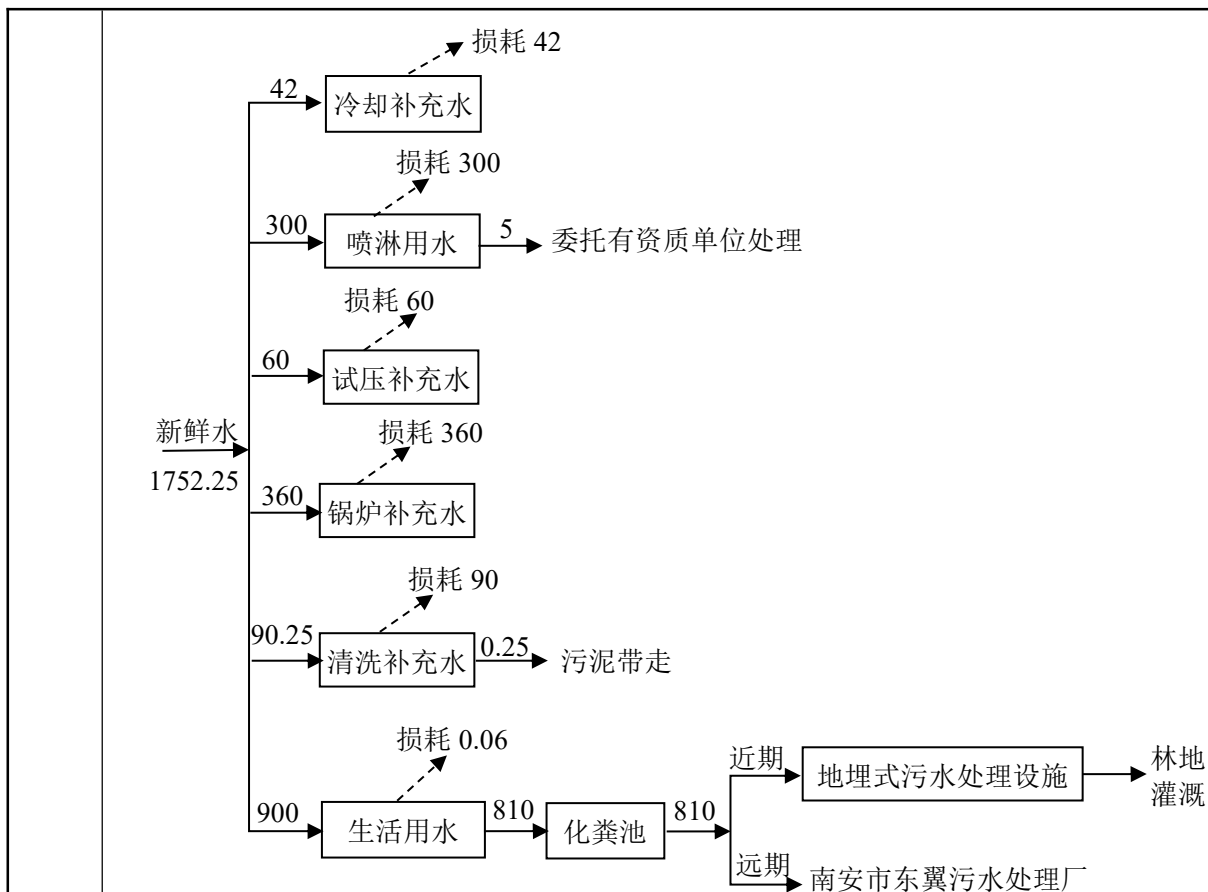 损耗 42
42
冷却补充水
损耗 300
300
喷淋用水
5
委托有资质单位处理
损耗 60
60
试压补充水
新鲜水
1752.25
损耗 360
360
锅炉补充水
损耗 90
90.25
清洗补充水
0.25
污泥带走
损耗 0.06
900
生活用水
810
化粪池
810
近期
地埋式污水处理设施
林地
灌溉
远期
南安市东翼污水处理厂